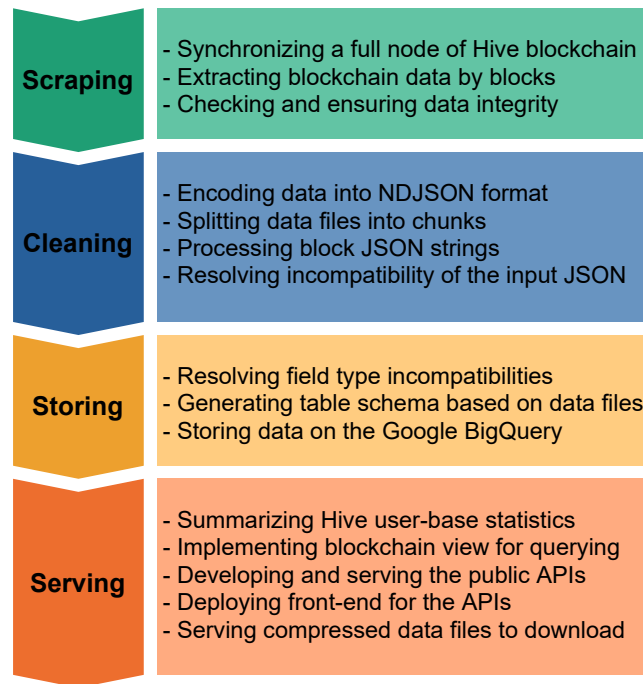 Scraping
- Synchronizing a full node of Hive blockchain
- Extracting blockchain data by blocks
- Checking and ensuring data integrity
Cleaning
- Encoding data into NDJSON format
- Splitting data files into chunks
- Processing block JSON strings
- Resolving incompatibility of the input JSON
Storing
- Resolving field type incompatibilities
- Generating table schema based on data files
- Storing data on the Google BigQuery
Serving
- Summarizing Hive user-base statistics
- Implementing blockchain view for querying
- Developing and serving the public APIs
- Deploying front-end for the APIs
- Serving compressed data files to download